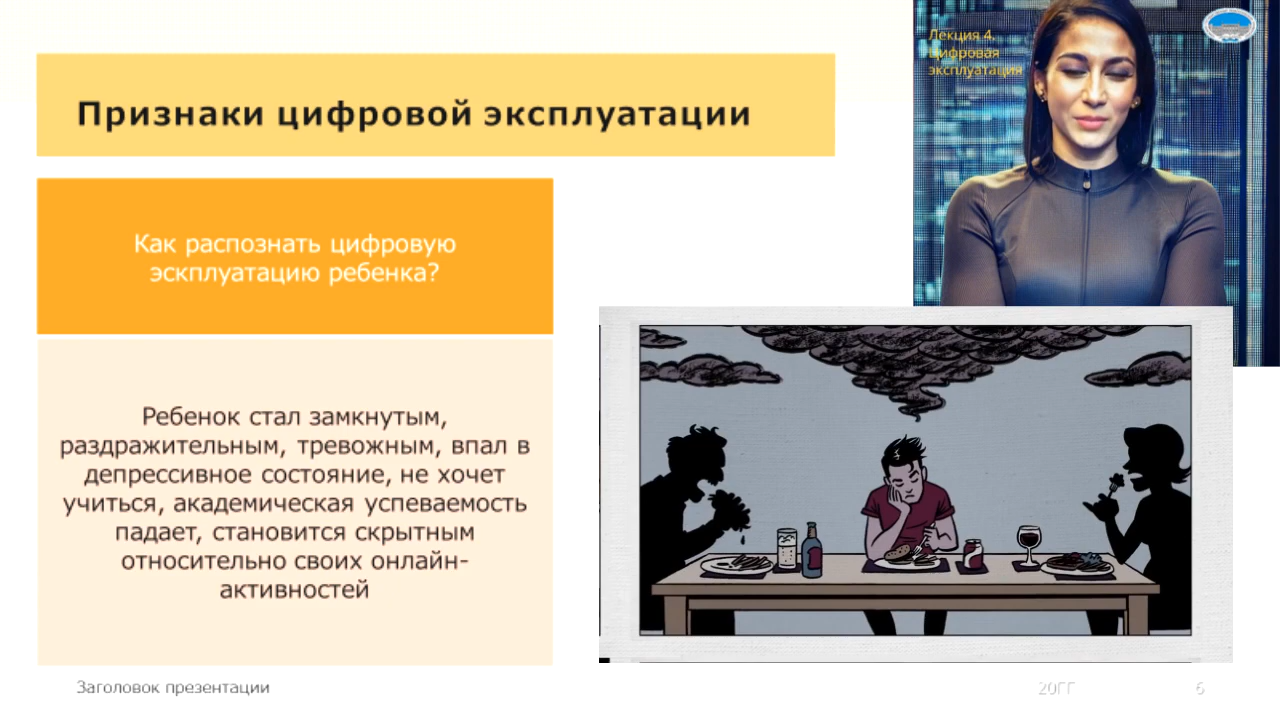 Лекция 4.
Цифровая
эксплуатация
Признаки цифровой эксплуатации
Как распознать цифровую
эскплуатацию ребенка?
Ребенок стал замкнутым,
раздражительным, тревожным, впал в
депрессивное состояние, не хочет
учиться, академическая успеваемость
падает, становится скрытным
относительно своих онлайн-
активностей
Заголовок презентации
20ГГ
6